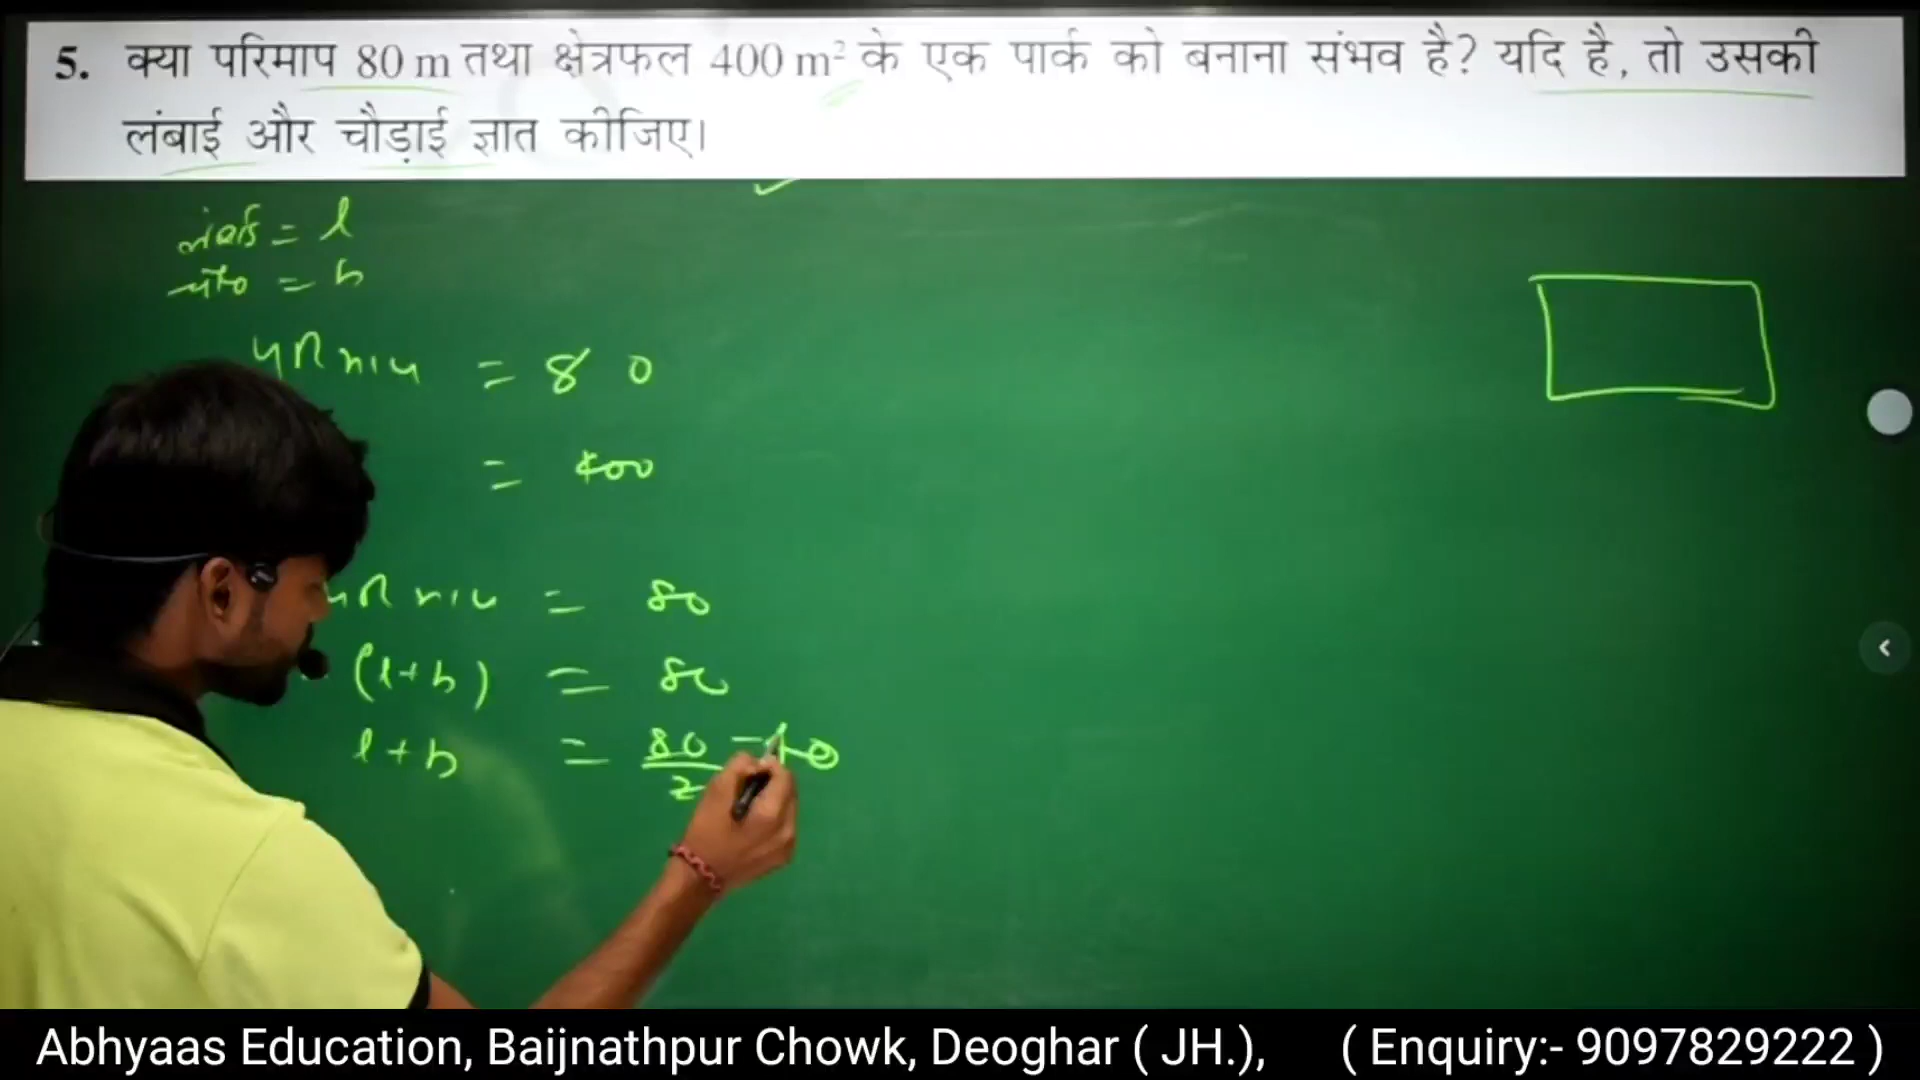 5. क्या परिमाप 80 m तथा क्षेत्रफल 400 m² के एक पार्क को बनाना संभव है? यदि है, तो उसकी
लंबाई और चौड़ाई ज्ञात कीजिए।
लंबाई = l
चौ० = b
परिमाप = 80
= 400
परिमाप = 80
(l+b) = 80
l+b = 80/2 = 40
Abhyaas Education, Baijnathpur Chowk, Deoghar ( JH.), ( Enquiry:- 9097829222 )